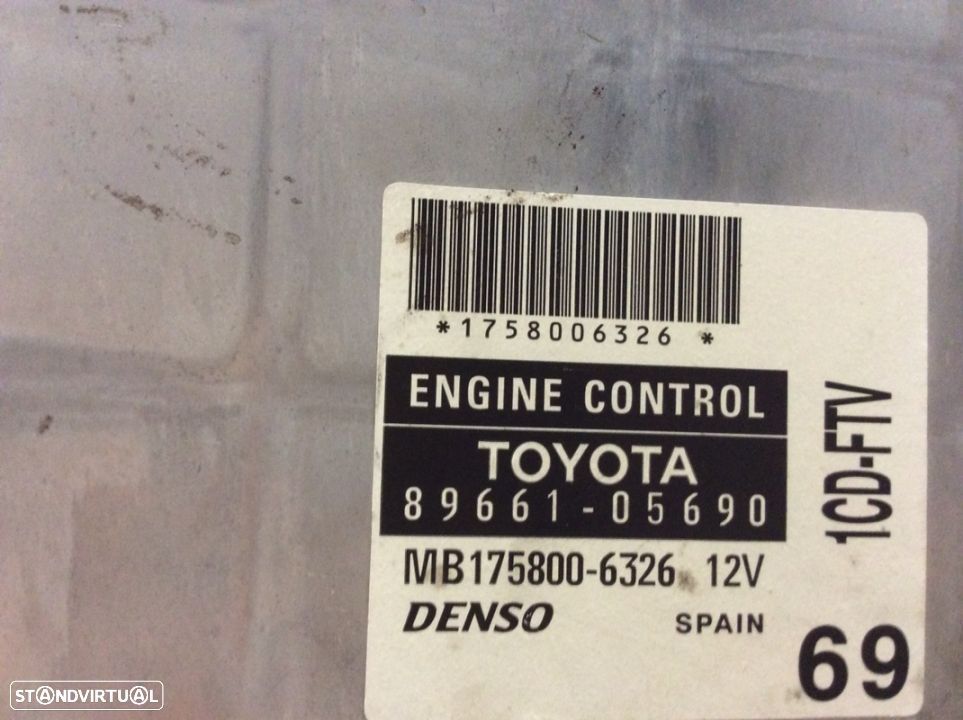 *1758006326 *
ENGINE CONTROL
TOYOTA
89661-05690
MB175800-6326 12V
DENSO SPAIN
1CD-FTV
69
STANDVIRTUAL